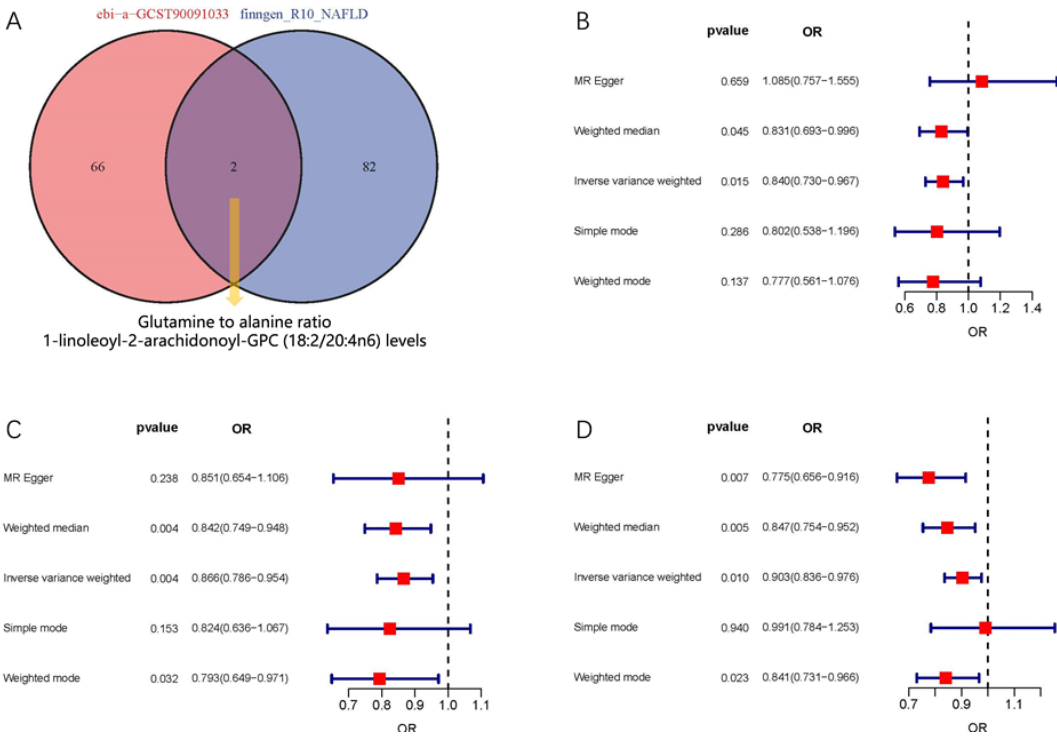 A
ebi-a-GCST90091033 finngen_R10_NAFLD
66 2 82
Glutamine to alanine ratio
1-linoleoyl-2-arachidonoyl-GPC (18:2/20:4n6) levels
B
pvalue OR
MR Egger 0.659 1.085(0.757-1.555)
Weighted median 0.045 0.831(0.693-0.996)
Inverse variance weighted 0.015 0.840(0.730-0.967)
Simple mode 0.286 0.802(0.538-1.196)
Weighted mode 0.137 0.777(0.561-1.076)
0.6 0.8 1.0 1.2 1.4
OR
C
pvalue OR
MR Egger 0.238 0.851(0.654-1.106)
Weighted median 0.004 0.842(0.749-0.948)
Inverse variance weighted 0.004 0.866(0.786-0.954)
Simple mode 0.153 0.824(0.636-1.067)
Weighted mode 0.032 0.793(0.649-0.971)
0.7 0.8 0.9 1.0 1.1
OR
D
pvalue OR
MR Egger 0.007 0.775(0.656-0.916)
Weighted median 0.005 0.847(0.754-0.952)
Inverse variance weighted 0.010 0.903(0.836-0.976)
Simple mode 0.940 0.991(0.784-1.253)
Weighted mode 0.023 0.841(0.731-0.966)
0.7 0.9 1.1
OR